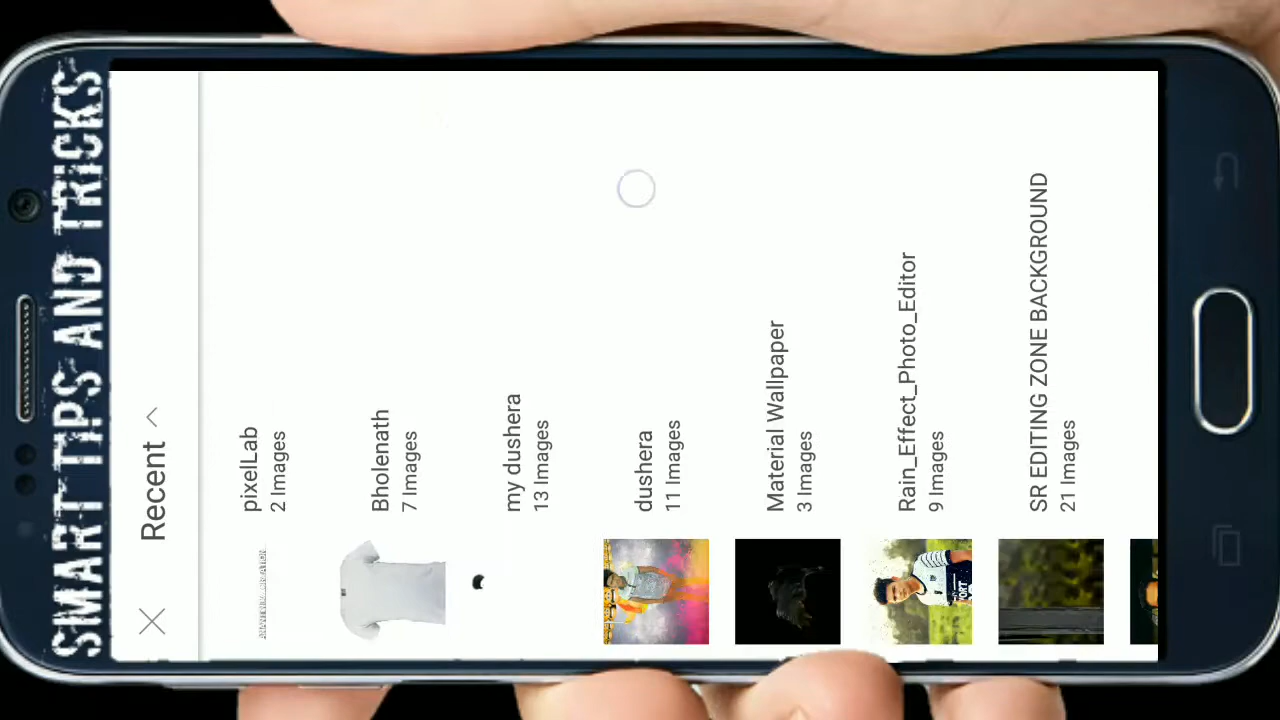 SMART TIPS AND TRICKS
Recent
pixelLab
2 Images
Bholenath
7 Images
my dushera
13 Images
dushera
11 Images
Material Wallpaper
3 Images
Rain_Effect_Photo_Editor
9 Images
SR EDITING ZONE BACKGROUND
21 Images